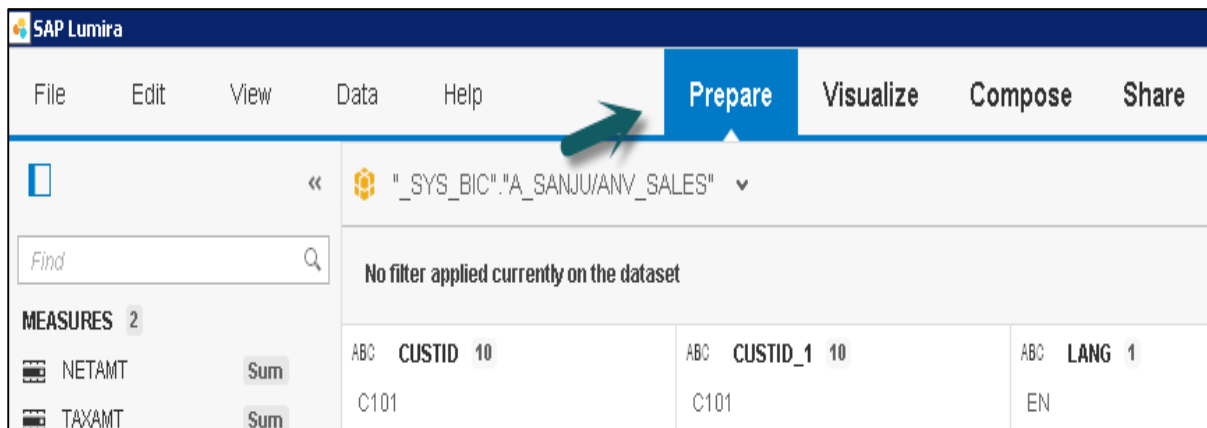 SAP Lumira
File Edit View Data Help Prepare Visualize Compose Share
« "_SYS_BIC"."A_SANJU/ANV_SALES"
Find
No filter applied currently on the dataset
MEASURES 2
ABC CUSTID 10 ABC CUSTID_1 10 ABC LANG 1
NETAMT Sum
C101 C101 EN
TAXAMT Sum